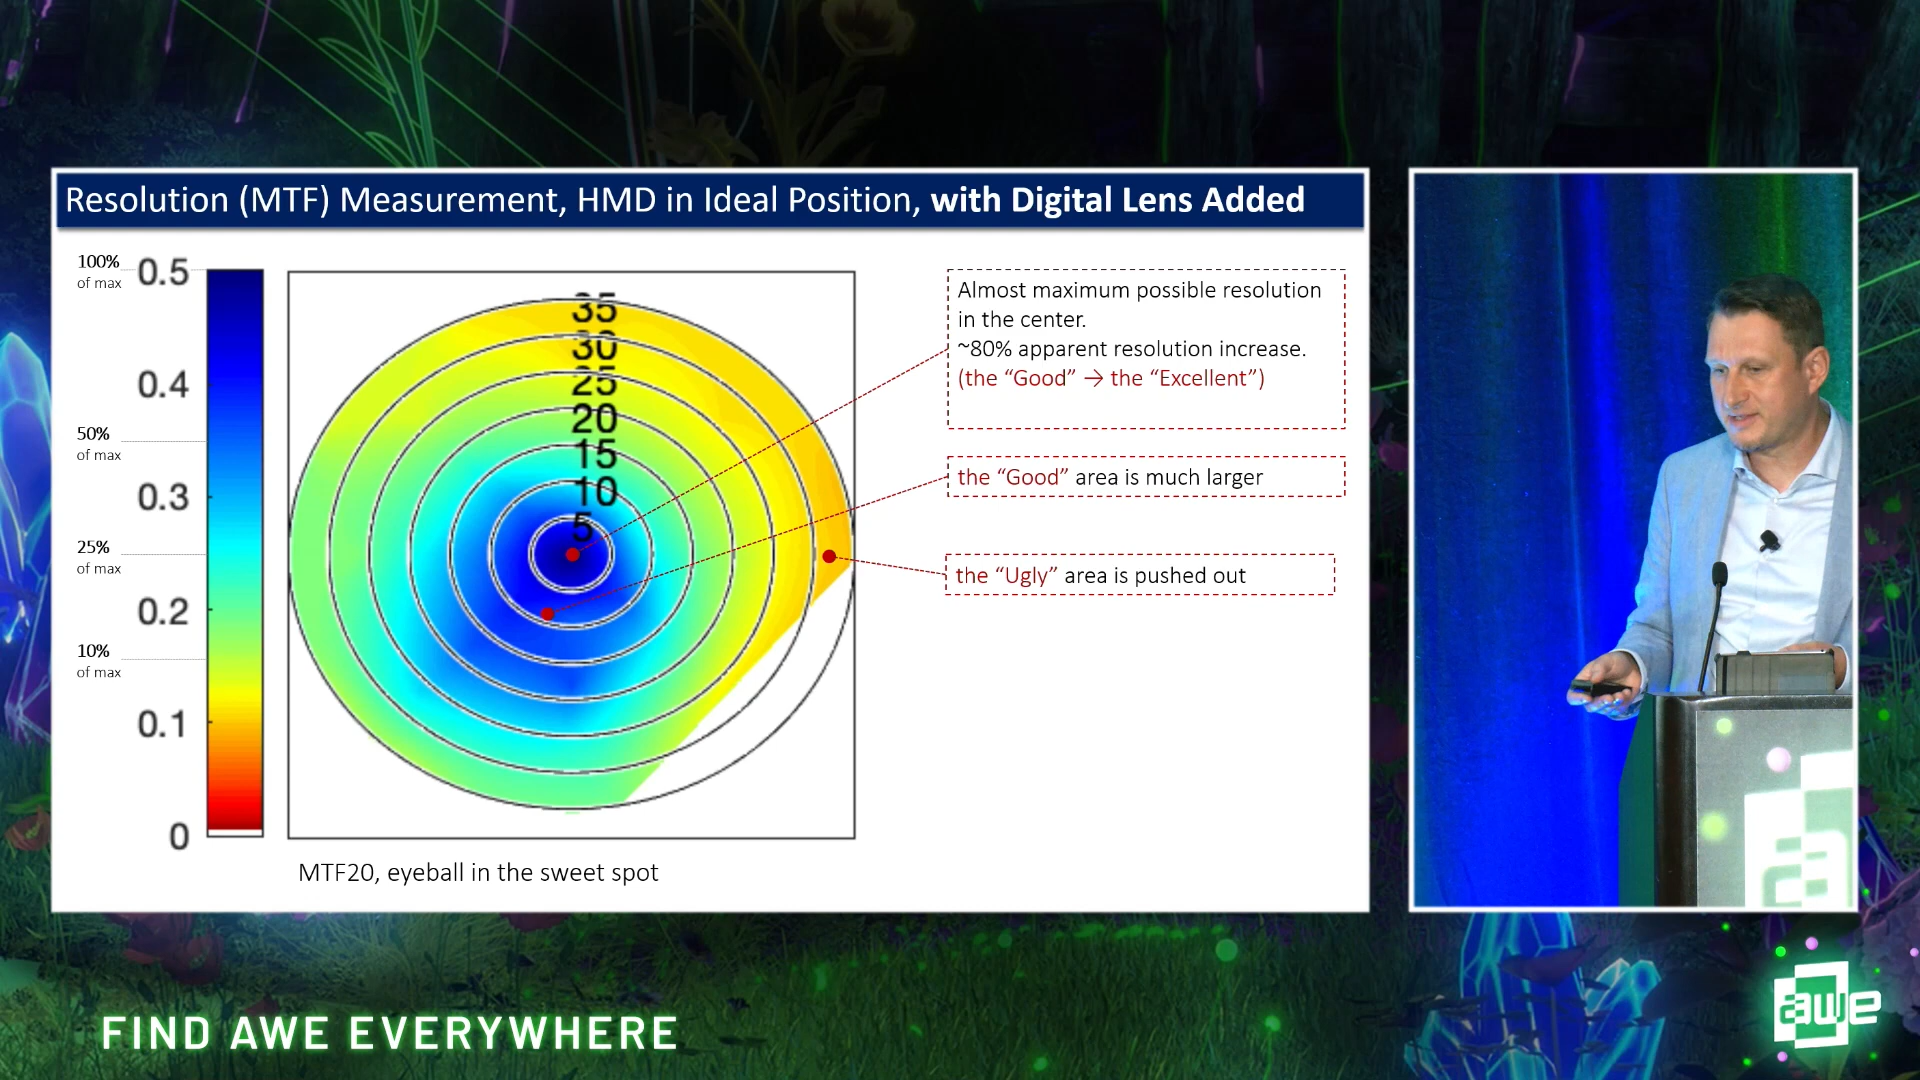 Resolution (MTF) Measurement, HMD in Ideal Position, with Digital Lens Added
100%
of max
0.5
0.4
50%
of max
0.3
25%
of max
0.2
10%
of max
0.1
0
35
30
25
20
15
10
5
Almost maximum possible resolution
in the center.
~80% apparent resolution increase.
(the “Good” → the “Excellent”)
the “Good” area is much larger
the “Ugly” area is pushed out
MTF20, eyeball in the sweet spot
FIND AWE EVERYWHERE
awe
a